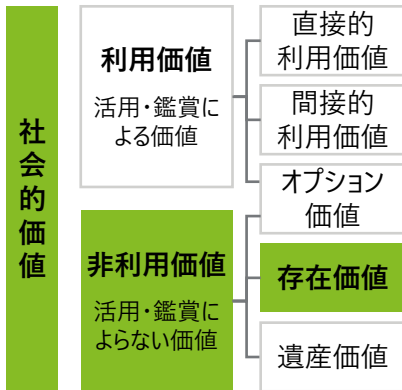 社会的価値
利用価値
活用・鑑賞に
よる価値
直接的
利用価値
間接的
利用価値
オプション
価値
非利用価値
活用・鑑賞に
よらない価値
存在価値
遺産価値